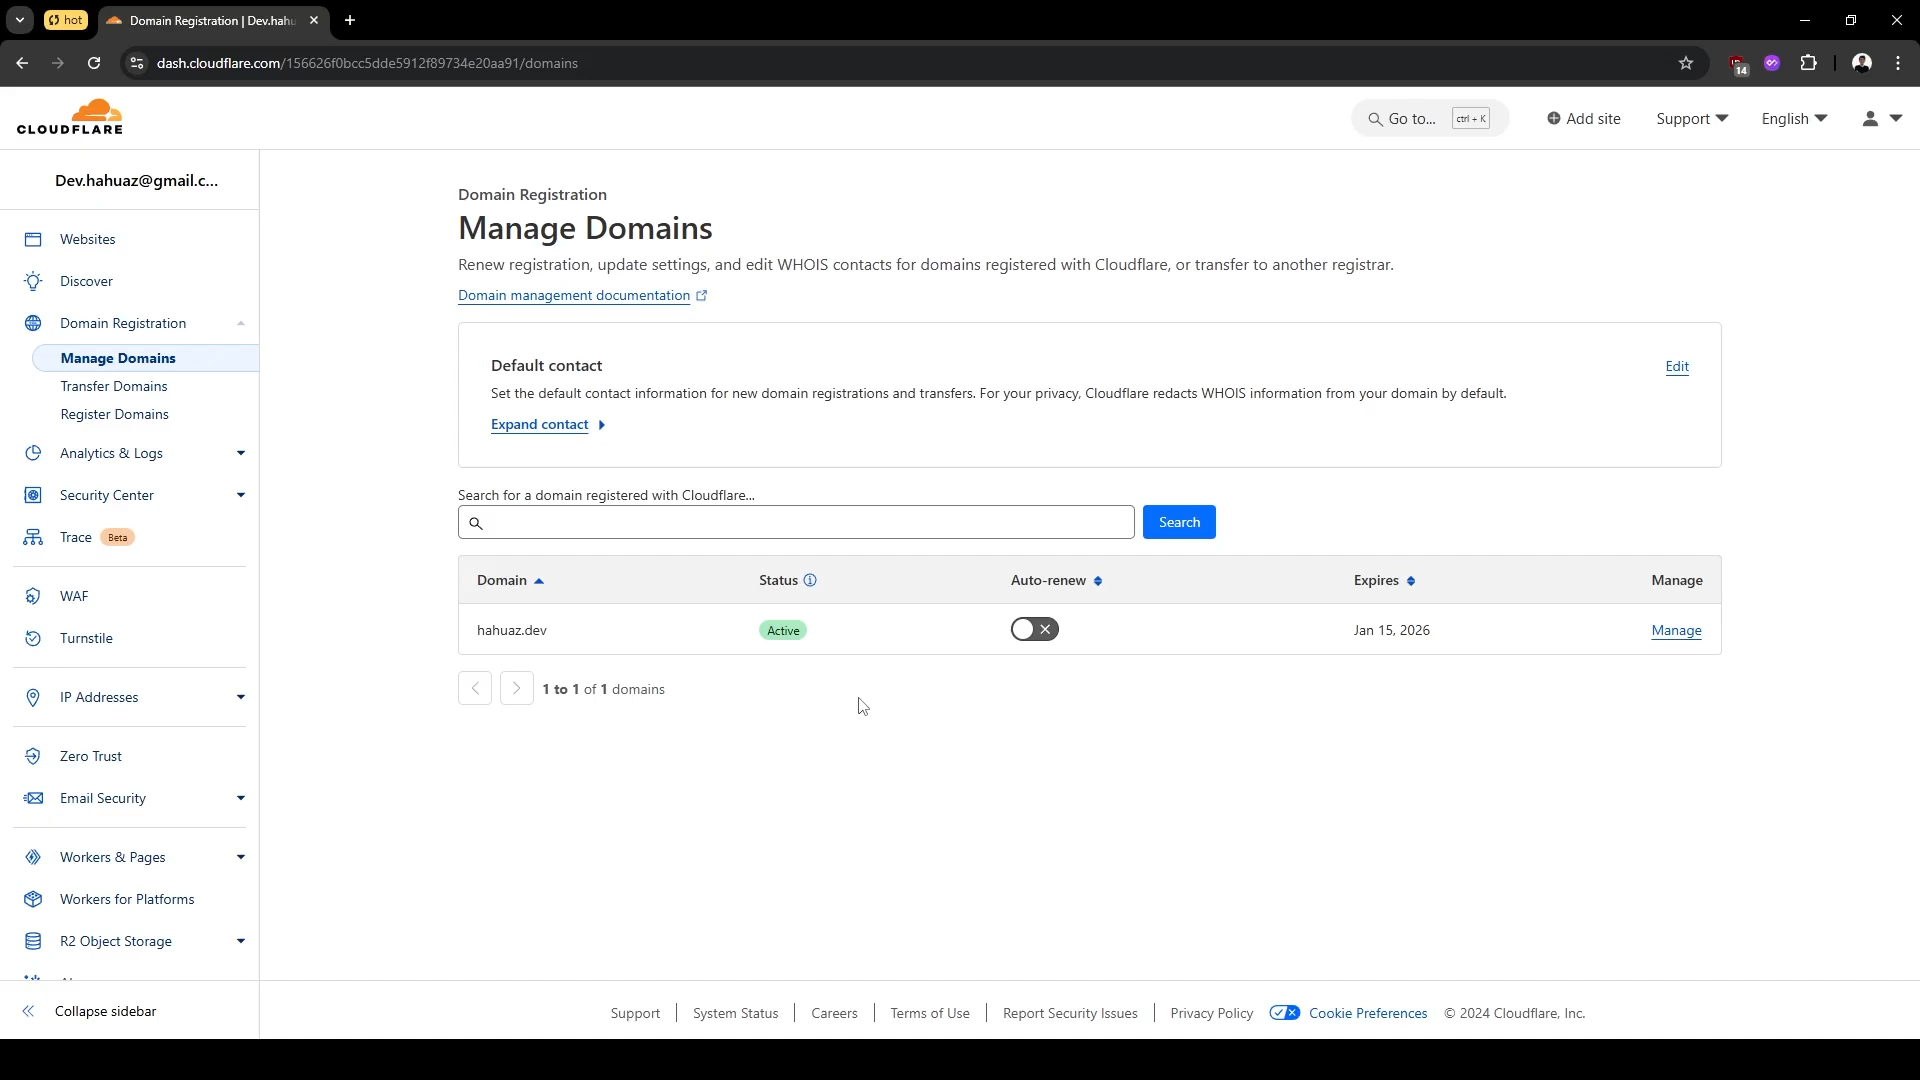 hot
Domain Registration | Dev.hahu
dash.cloudflare.com/156626f0bcc5dde5912f89734e20aa91/domains
14
CLOUDFLARE
Go to...
ctrl + K
Add site
Support
English
Dev.hahuaz@gmail.c...
Websites
Discover
Domain Registration
Manage Domains
Transfer Domains
Register Domains
Analytics & Logs
Security Center
Trace Beta
WAF
Turnstile
IP Addresses
Zero Trust
Email Security
Workers & Pages
Workers for Platforms
R2 Object Storage
Collapse sidebar
Domain Registration
Manage Domains
Renew registration, update settings, and edit WHOIS contacts for domains registered with Cloudflare, or transfer to another registrar.
Domain management documentation
Default contact
Edit
Set the default contact information for new domain registrations and transfers. For your privacy, Cloudflare redacts WHOIS information from your domain by default.
Expand contact
Search for a domain registered with Cloudflare...
Search
Domain Status Auto-renew Expires Manage
hahuaz.dev Active Jan 15, 2026 Manage
1 to 1 of 1 domains
Support System Status Careers Terms of Use Report Security Issues Privacy Policy Cookie Preferences © 2024 Cloudflare, Inc.